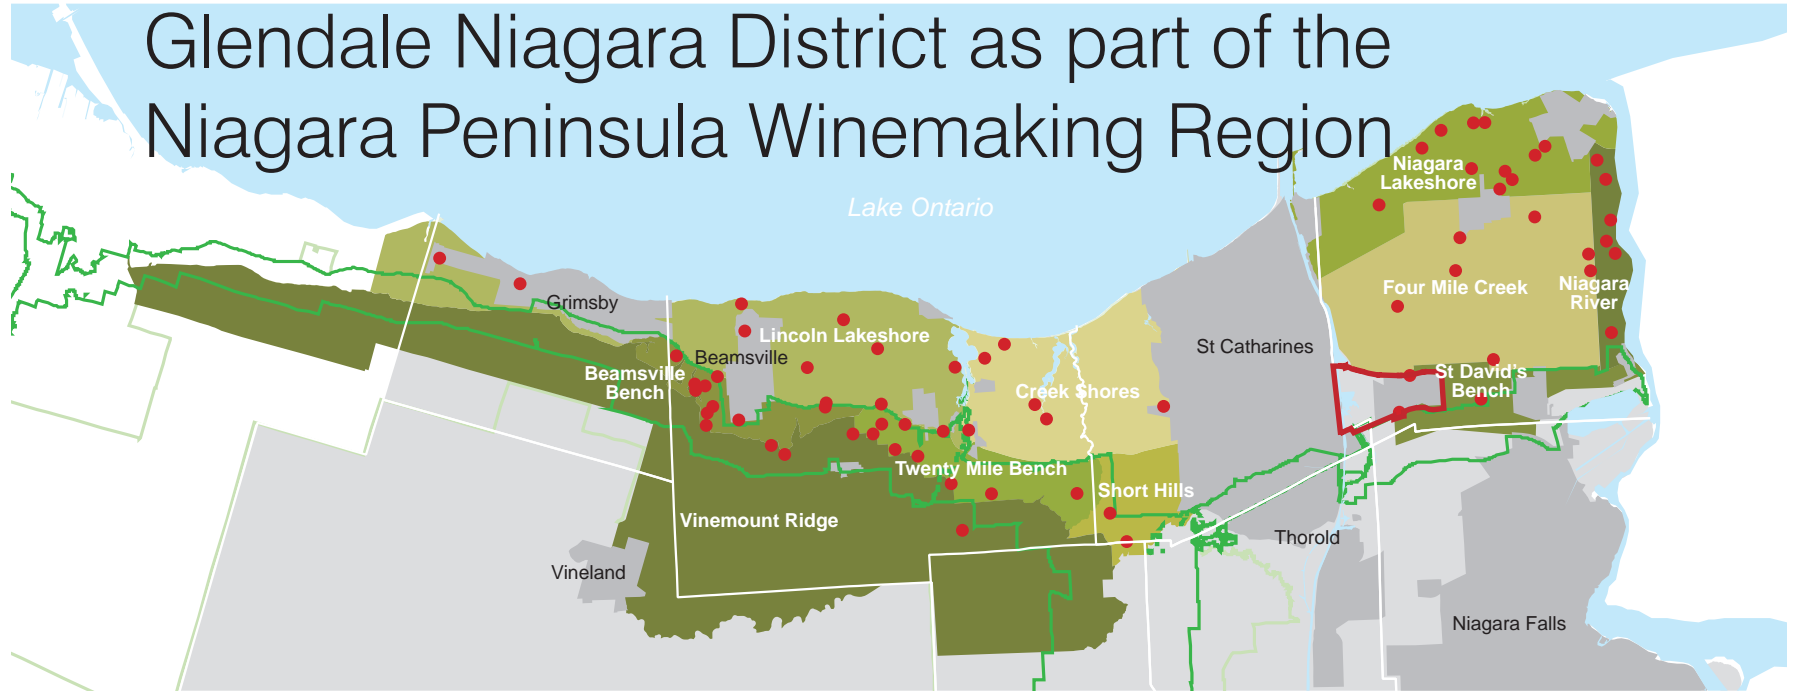 Glendale Niagara District as part of the
Niagara Peninsula Winemaking Region
Lake Ontario
Niagara
Lakeshore
Four Mile Creek
Niagara
River
Grimsby
Lincoln Lakeshore
Beamsville
Beamsville
Bench
St Catharines
St David's
Bench
Creek Shores
Twenty Mile Bench
Short Hills
Vinemount Ridge
Thorold
Vineland
Niagara Falls